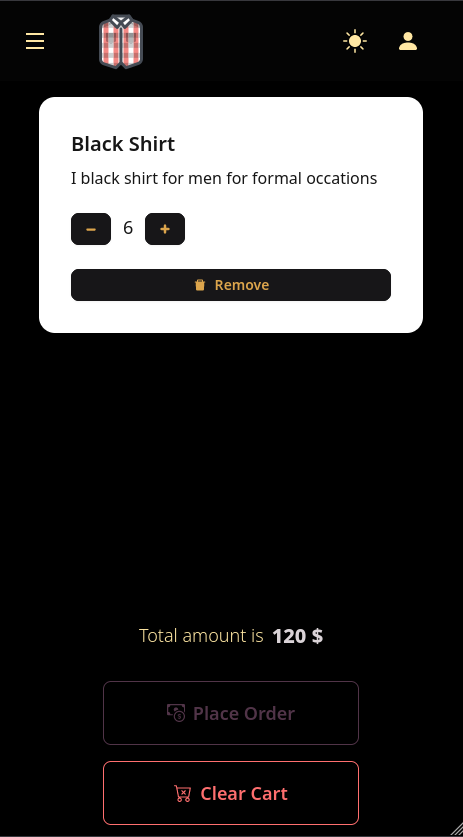 Black Shirt
I black shirt for men for formal occations
− 6 +
Remove
Total amount is 120 $
Place Order
Clear Cart